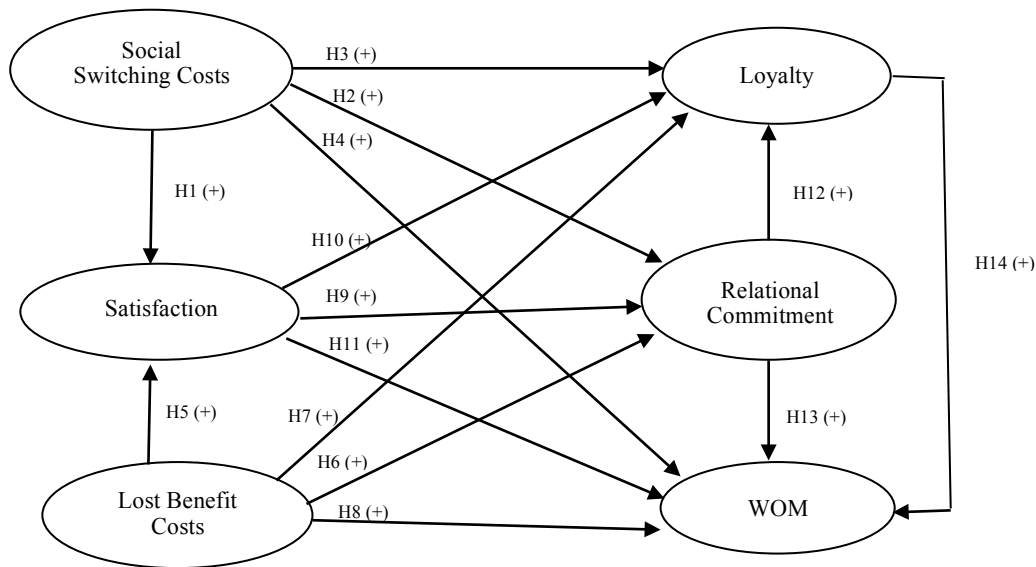 Social
Switching Costs
H3 (+)
Loyalty
H2 (+)
H4 (+)
H1 (+)
H12 (+)
H10 (+)
H14 (+)
Satisfaction
H9 (+)
Relational
Commitment
H11 (+)
H5 (+)
H7 (+)
H13 (+)
H6 (+)
Lost Benefit
Costs
H8 (+)
WOM